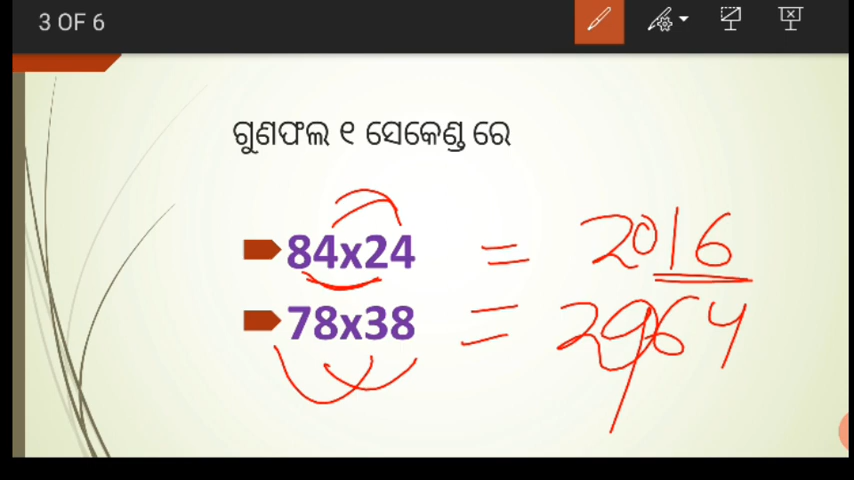 3 OF 6
ଗୁଣଫଳ ୧ ସେକେଣ୍ଡ ରେ
84x24 = 2016
78x38 = 2964